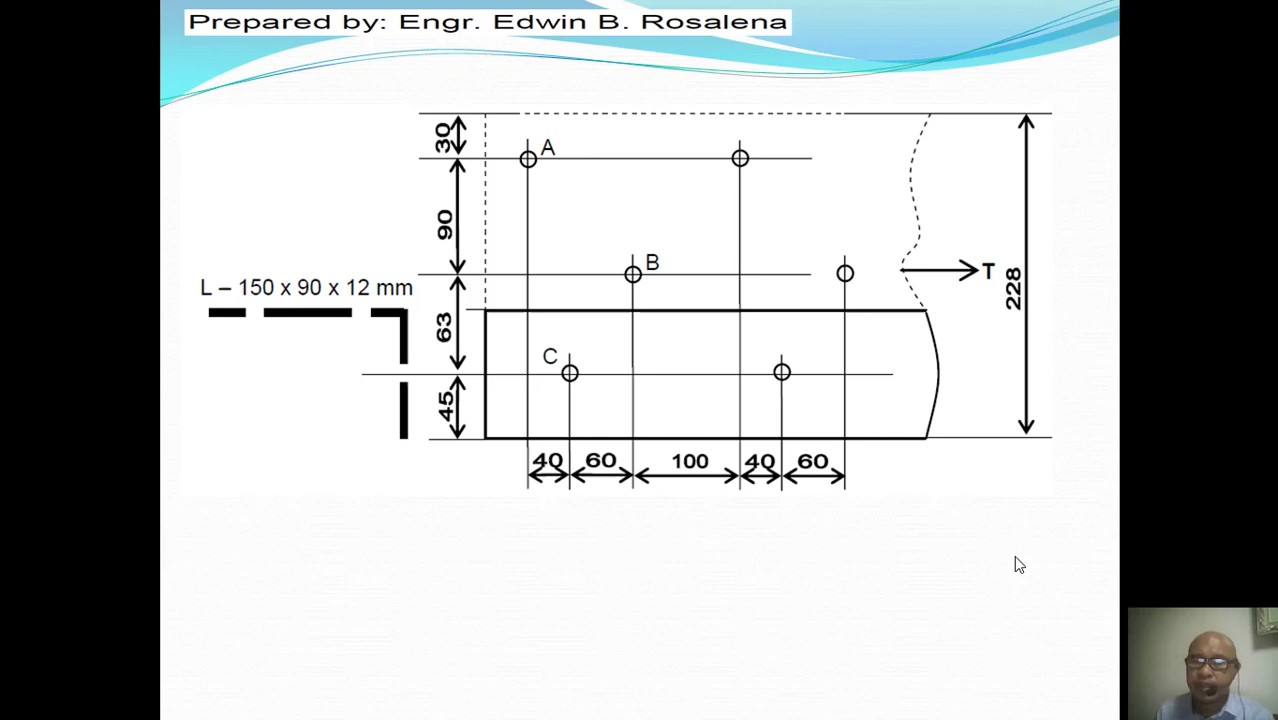 Prepared by: Engr. Edwin B. Rosalena
30
A
90
B
T
L – 150 x 90 x 12 mm
228
63
C
45
40
60
100
40
60